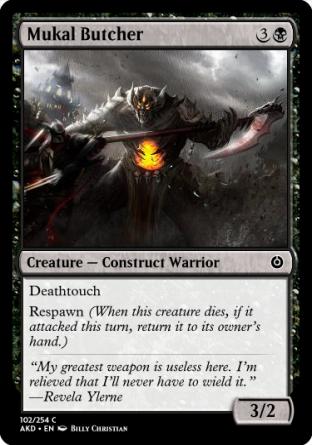 Mukal Butcher 3
Creature — Construct Warrior
Deathtouch
Respawn (When this creature dies, if it
attacked this turn, return it to its owner's
hand.)
“My greatest weapon is useless here. I'm
relieved that I'll never have to wield it.”
—Revela Ylerne
3/2
102/254 C
AKD • EN Billy Christian